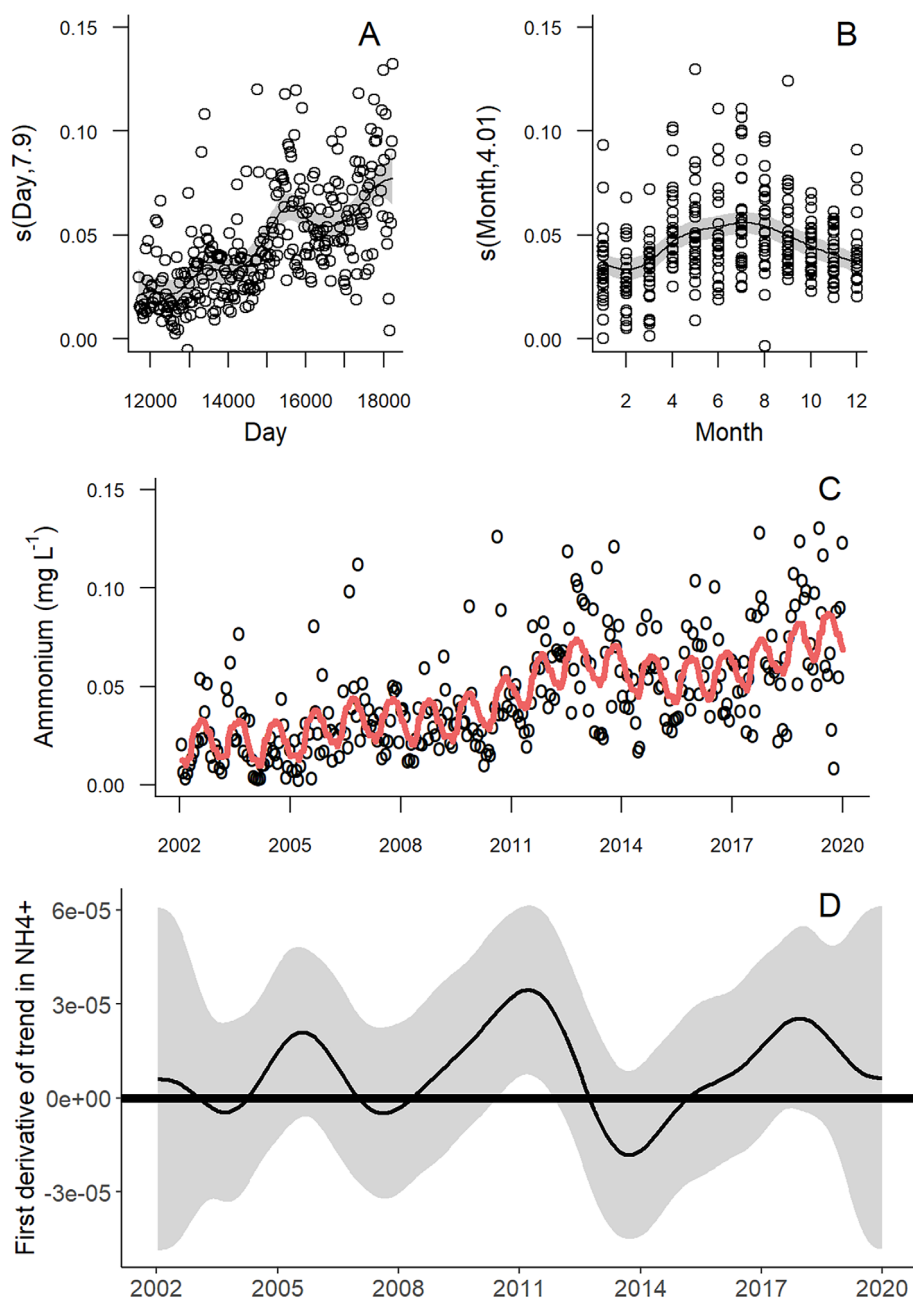 A
s(Day,7.9)
0.15
0.10
0.05
0.00
12000 14000 16000 18000
Day
B
s(Month,4.01)
0.15
0.10
0.05
0.00
2 4 6 8 10 12
Month
C
Ammonium (mg L⁻¹)
0.15
0.10
0.05
0.00
2002 2005 2008 2011 2014 2017 2020
D
First derivative of trend in NH4+
6e-05
3e-05
0e+00
-3e-05
2002 2005 2008 2011 2014 2017 2020